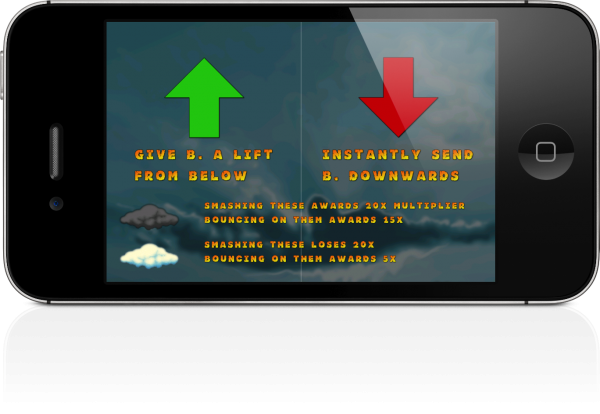 GIVE B. A LIFT
FROM BELOW
INSTANTLY SEND
B. DOWNWARDS
SMASHING THESE AWARDS 20X MULTIPLIER
BOUNCING ON THEM AWARDS 15X
SMASHING THESE LOSES 20X
BOUNCING ON THEM AWARDS 5X